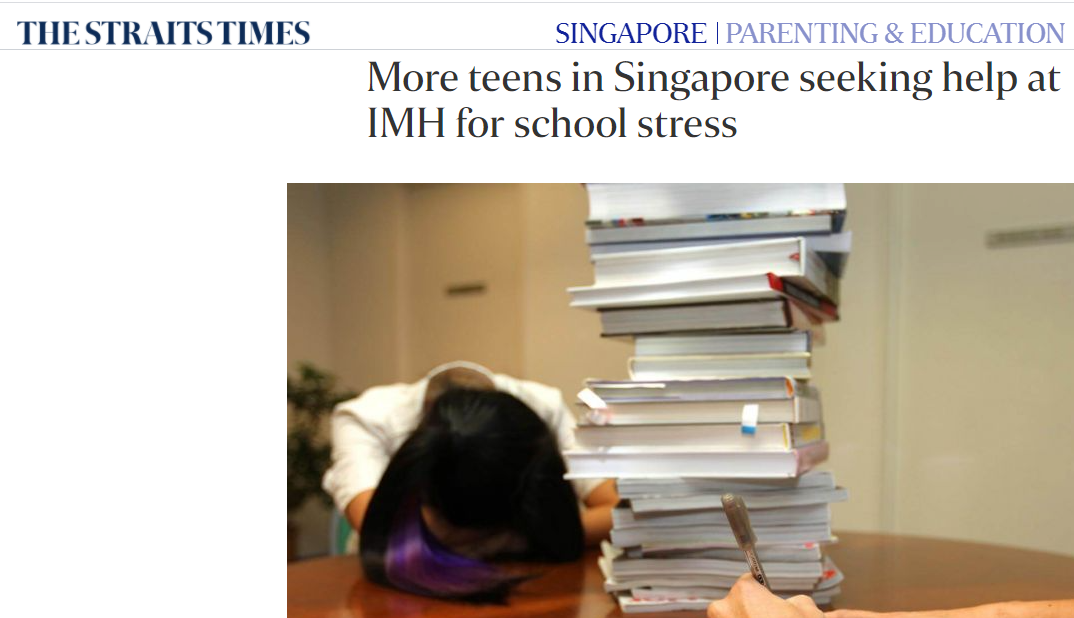 THE STRAITS TIMES
SINGAPORE | PARENTING & EDUCATION
More teens in Singapore seeking help at
IMH for school stress